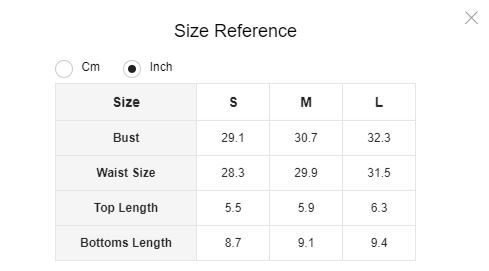 Size Reference
Cm Inch
Size S M L
Bust 29.1 30.7 32.3
Waist Size 28.3 29.9 31.5
Top Length 5.5 5.9 6.3
Bottoms Length 8.7 9.1 9.4